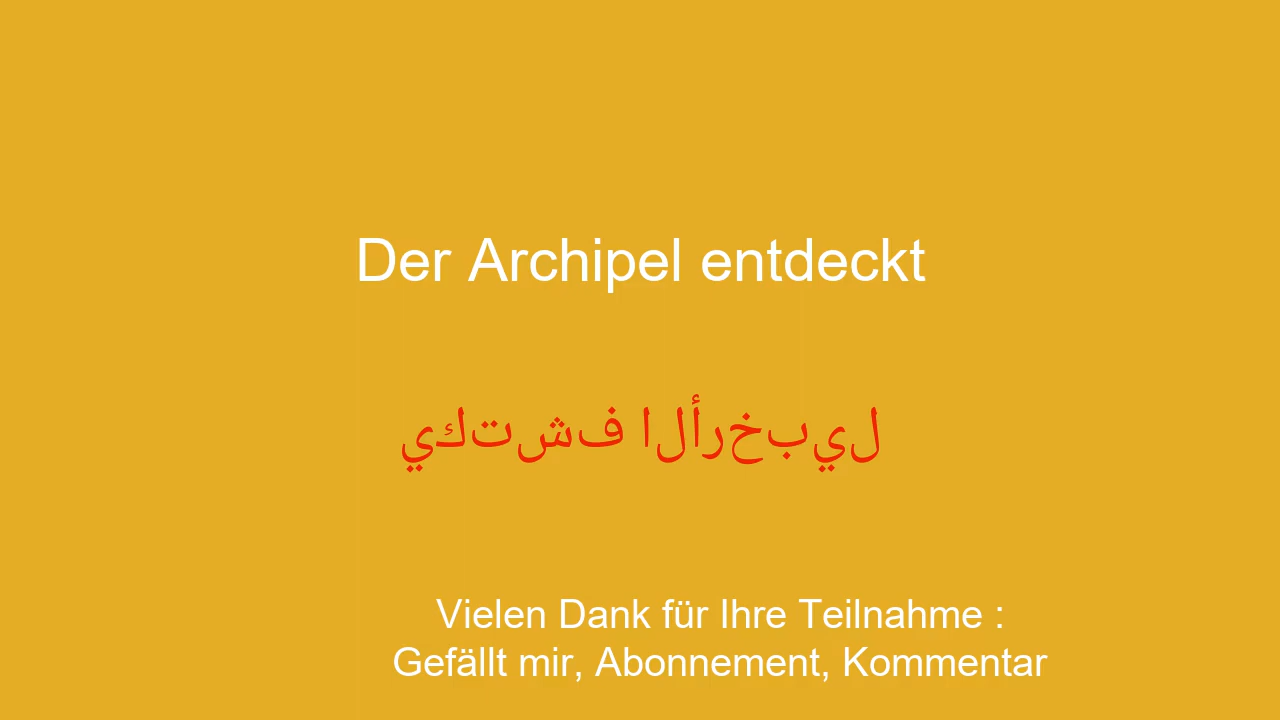 Der Archipel entdeckt
يكتشف الأرخبيل
Vielen Dank für Ihre Teilnahme :
Gefällt mir, Abonnement, Kommentar